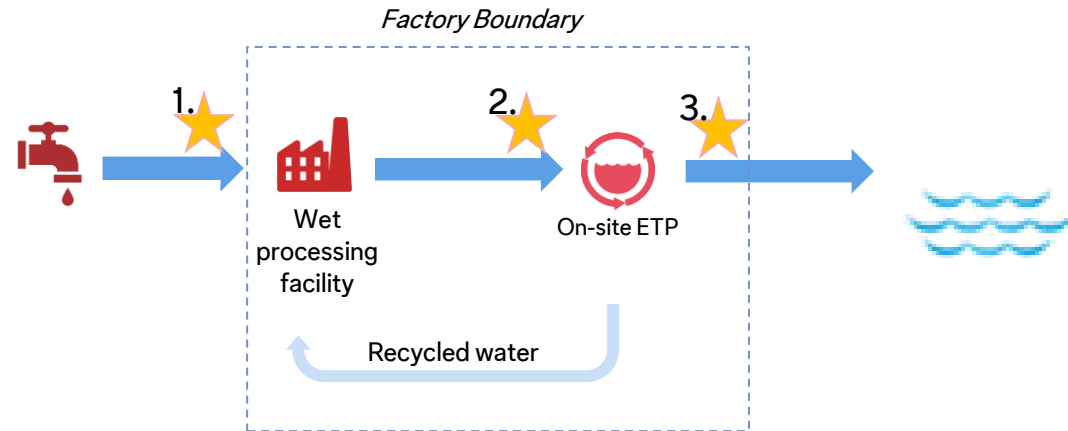 Factory Boundary
1.
2.
3.
Wet
processing
facility
On-site ETP
Recycled water